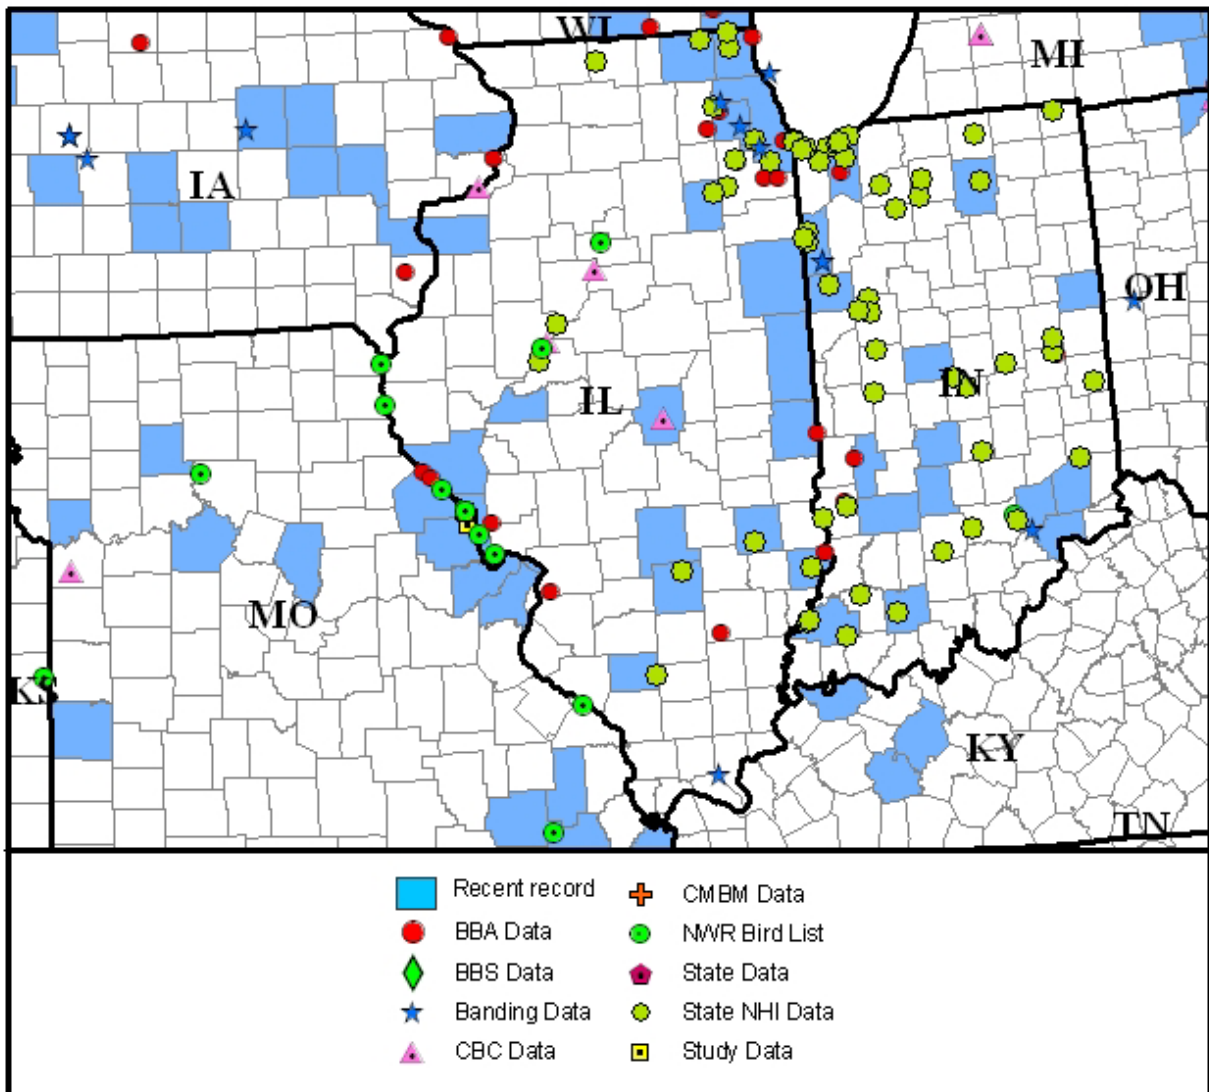 WI
MI
IA
OH
IN
IL
MO
KS
KY
TN
Recent record
CMBM Data
BBA Data
NWR Bird List
BBS Data
State Data
Banding Data
State NHI Data
CBC Data
Study Data